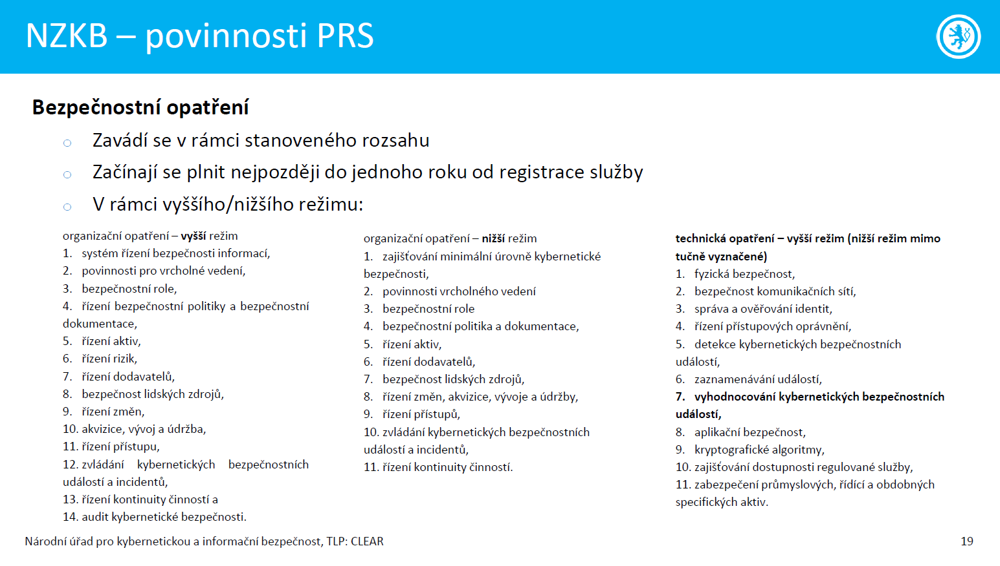 NZKB – povinnosti PRS
Bezpečnostní opatření
Zavádí se v rámci stanoveného rozsahu
Začínají se plnit nejpozději do jednoho roku od registrace služby
V rámci vyššího/nižšího režimu:
organizační opatření – vyšší režim
1. systém řízení bezpečnosti informací,
2. povinnosti pro vrcholné vedení,
3. bezpečnostní role,
4. řízení bezpečnostní politiky a bezpečnostní
dokumentace,
5. řízení aktiv,
6. řízení rizik,
7. řízení dodavatelů,
8. bezpečnost lidských zdrojů,
9. řízení změn,
10. akvizice, vývoj a údržba,
11. řízení přístupu,
12. zvládání kybernetických bezpečnostních
událostí a incidentů,
13. řízení kontinuity činností a
14. audit kybernetické bezpečnosti.
organizační opatření – nižší režim
1. zajišťování minimální úrovně kybernetické
bezpečnosti,
2. povinnosti vrcholného vedení
3. bezpečnostní role
4. bezpečnostní politika a dokumentace,
5. řízení aktiv,
6. řízení dodavatelů,
7. bezpečnost lidských zdrojů,
8. řízení změn, akvizice, vývoje a údržby,
9. řízení přístupů,
10. zvládání kybernetických bezpečnostních
událostí a incidentů,
11. řízení kontinuity činností.
technická opatření – vyšší režim (nižší režim mimo
tučně vyznačené)
1. fyzická bezpečnost,
2. bezpečnost komunikačních sítí,
3. správa a ověřování identit,
4. řízení přístupových oprávnění,
5. detekce kybernetických bezpečnostních
událostí,
6. zaznamenávání událostí,
7. vyhodnocování kybernetických bezpečnostních
událostí,
8. aplikační bezpečnost,
9. kryptografické algoritmy,
10. zajišťování dostupnosti regulované služby,
11. zabezpečení průmyslových, řídící a obdobných
specifických aktiv.
Národní úřad pro kybernetickou a informační bezpečnost, TLP: CLEAR
19